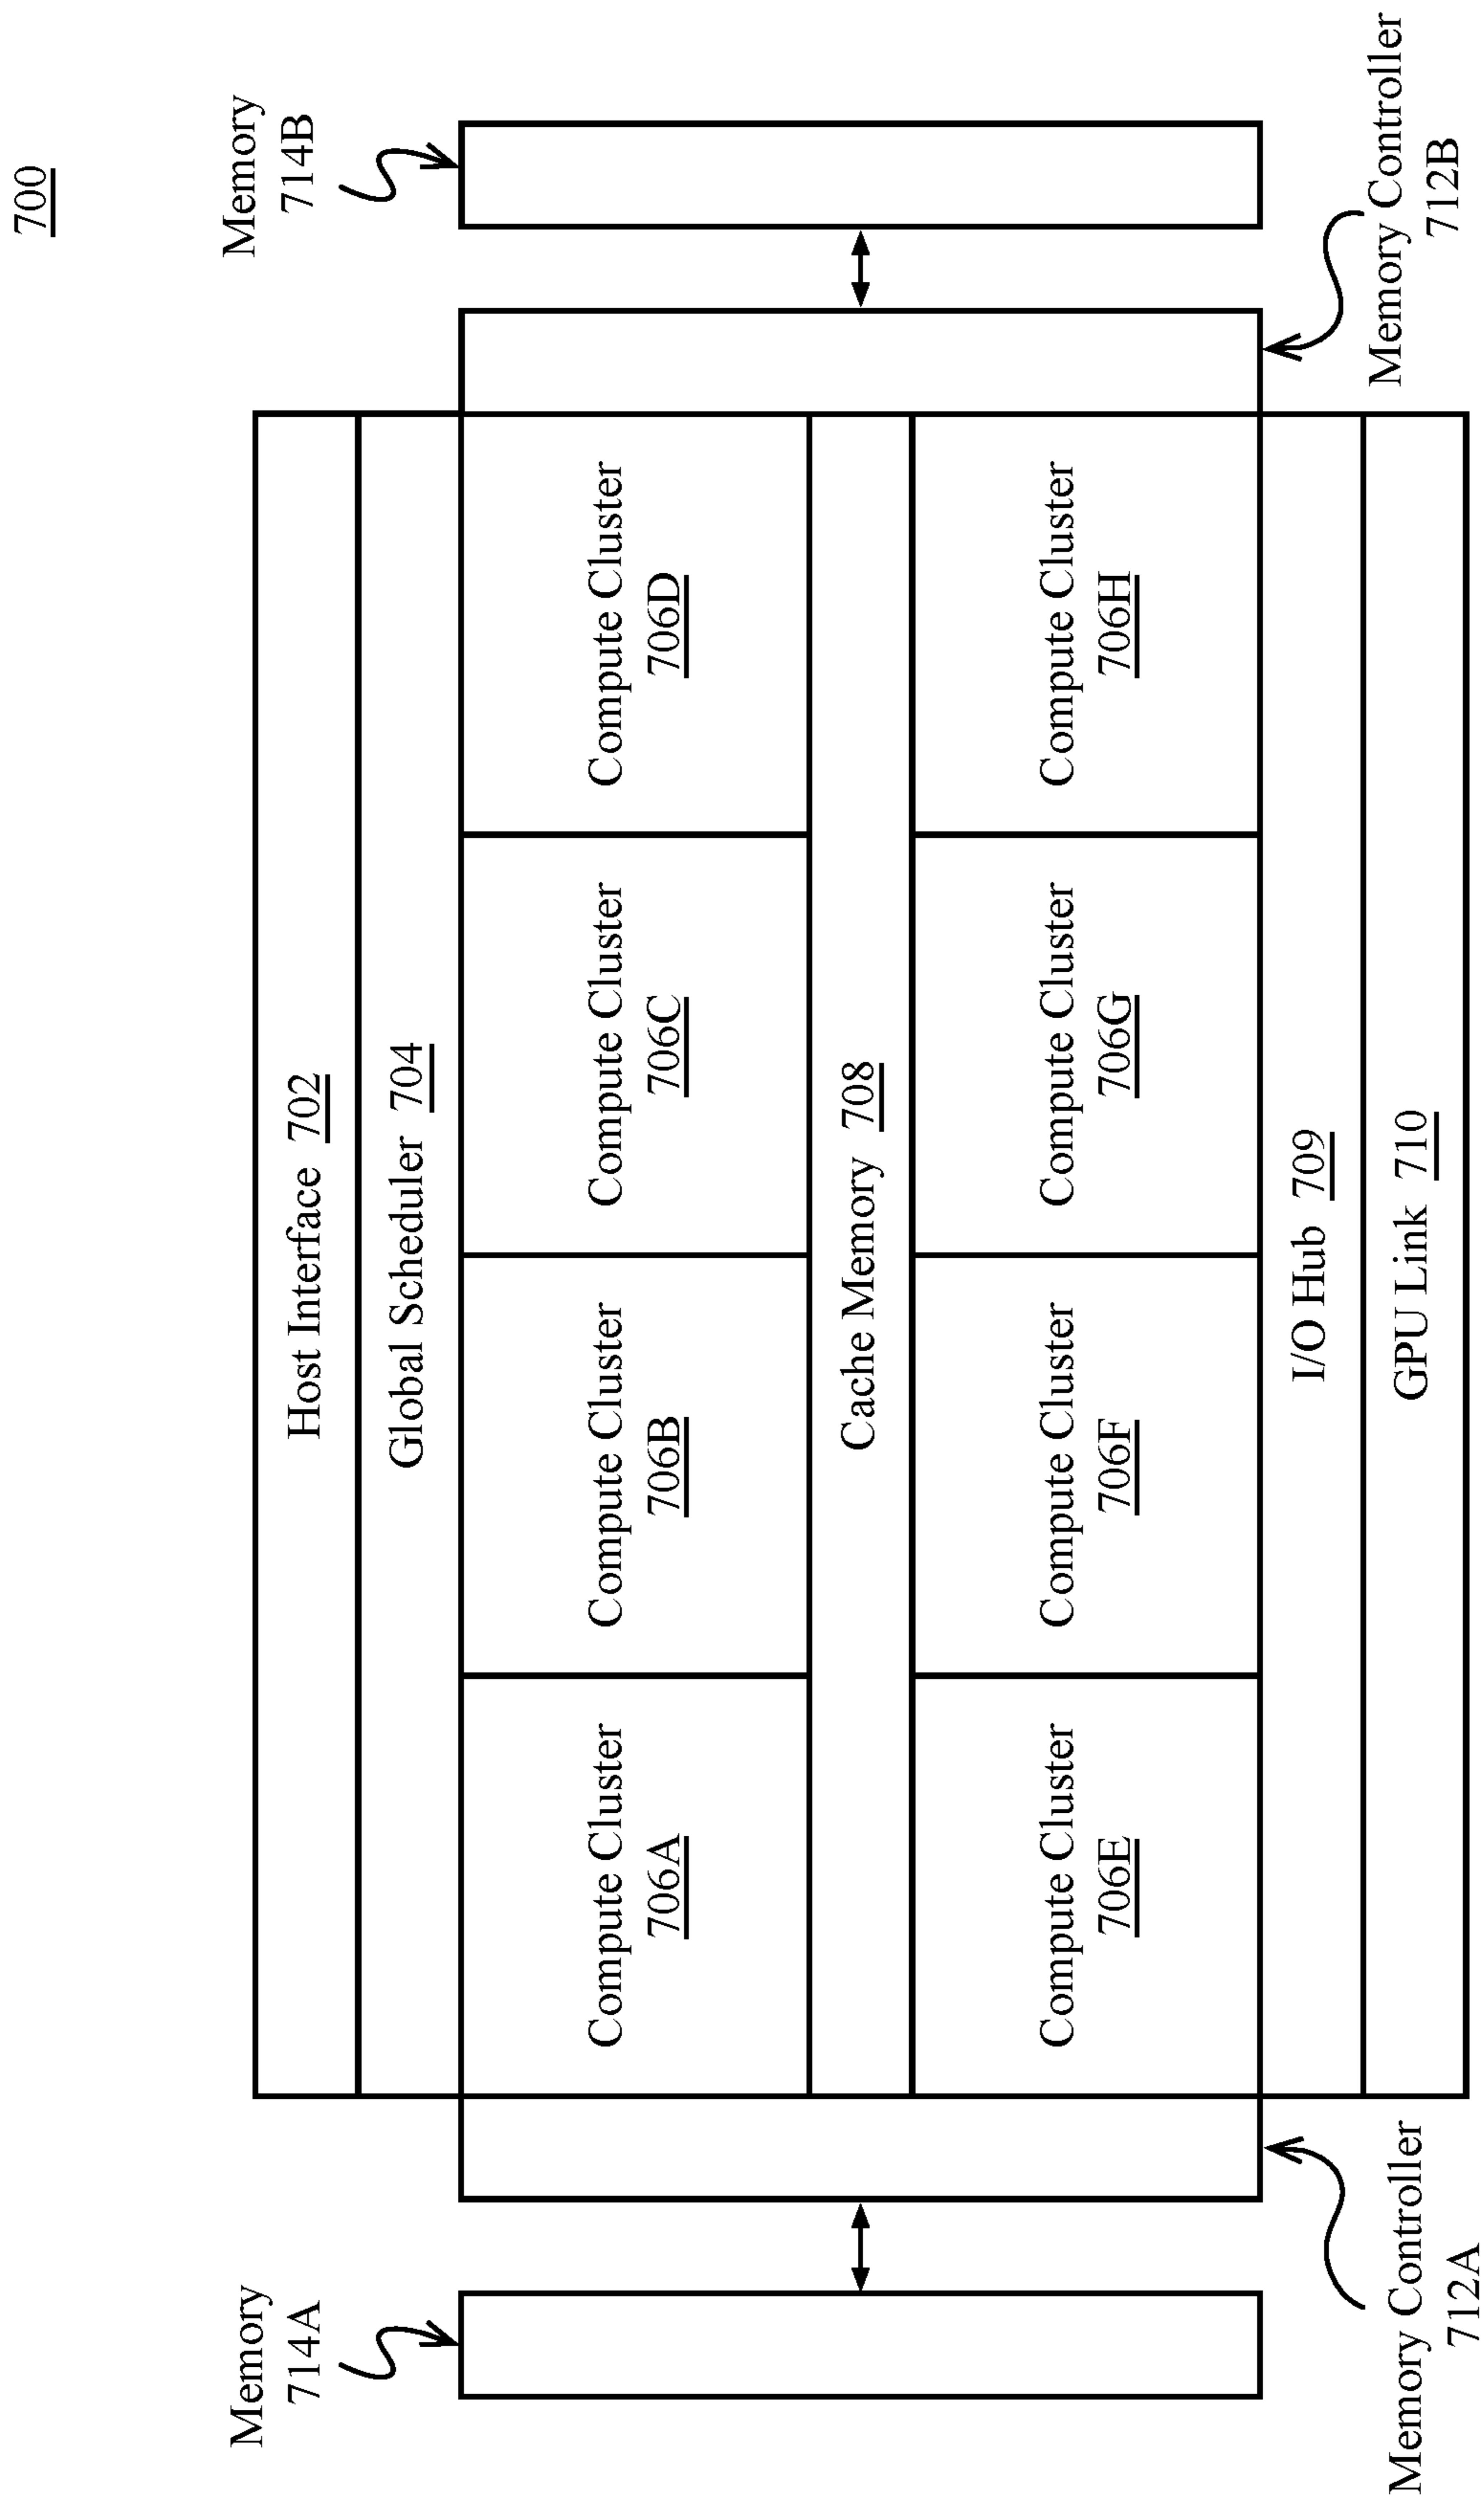 700
Memory
714A
Memory
714B
Host Interface 702
Global Scheduler 704
Compute Cluster
706A
Compute Cluster
706B
Compute Cluster
706C
Compute Cluster
706D
Cache Memory 708
Compute Cluster
706E
Compute Cluster
706F
Compute Cluster
706G
Compute Cluster
706H
I/O Hub 709
GPU Link 710
Memory Controller
712A
Memory Controller
712B